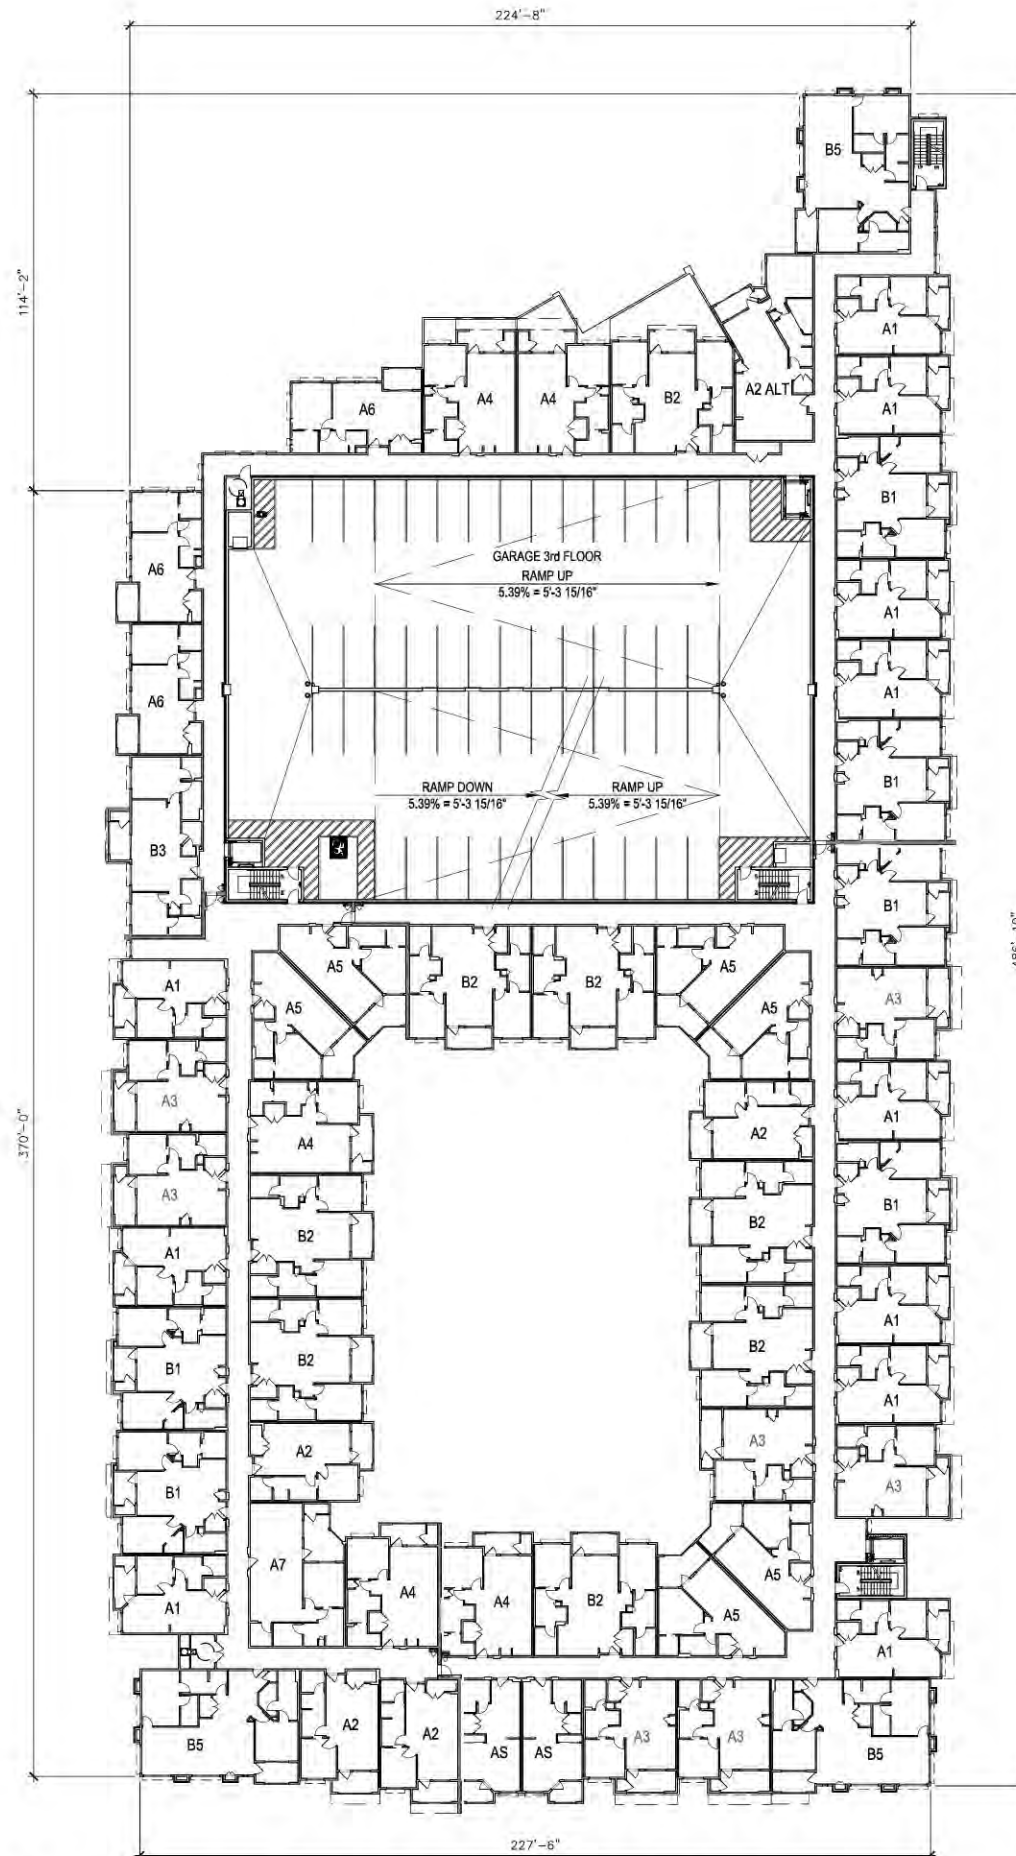 224'-8"
B5
114'-2"
A1
A6
A4
A4
B2
A2 ALT
A1
B1
GARAGE 3rd FLOOR
RAMP UP
5.39% = 5'-3 15/16"
A6
A1
A6
A1
RAMP DOWN
5.39% = 5'-3 15/16"
RAMP UP
5.39% = 5'-3 15/16"
B1
B3
B1
A5
B2
B2
A5
A1
A5
A5
A3
370'-0"
A3
A4
A2
A1
A3
B2
B2
B1
A1
B2
B2
A1
B1
A2
A3
A1
B1
A3
A7
A4
A4
B2
A5
A5
A1
A1
B5
A2
A2
AS
AS
A3
A3
B5
227'-6"